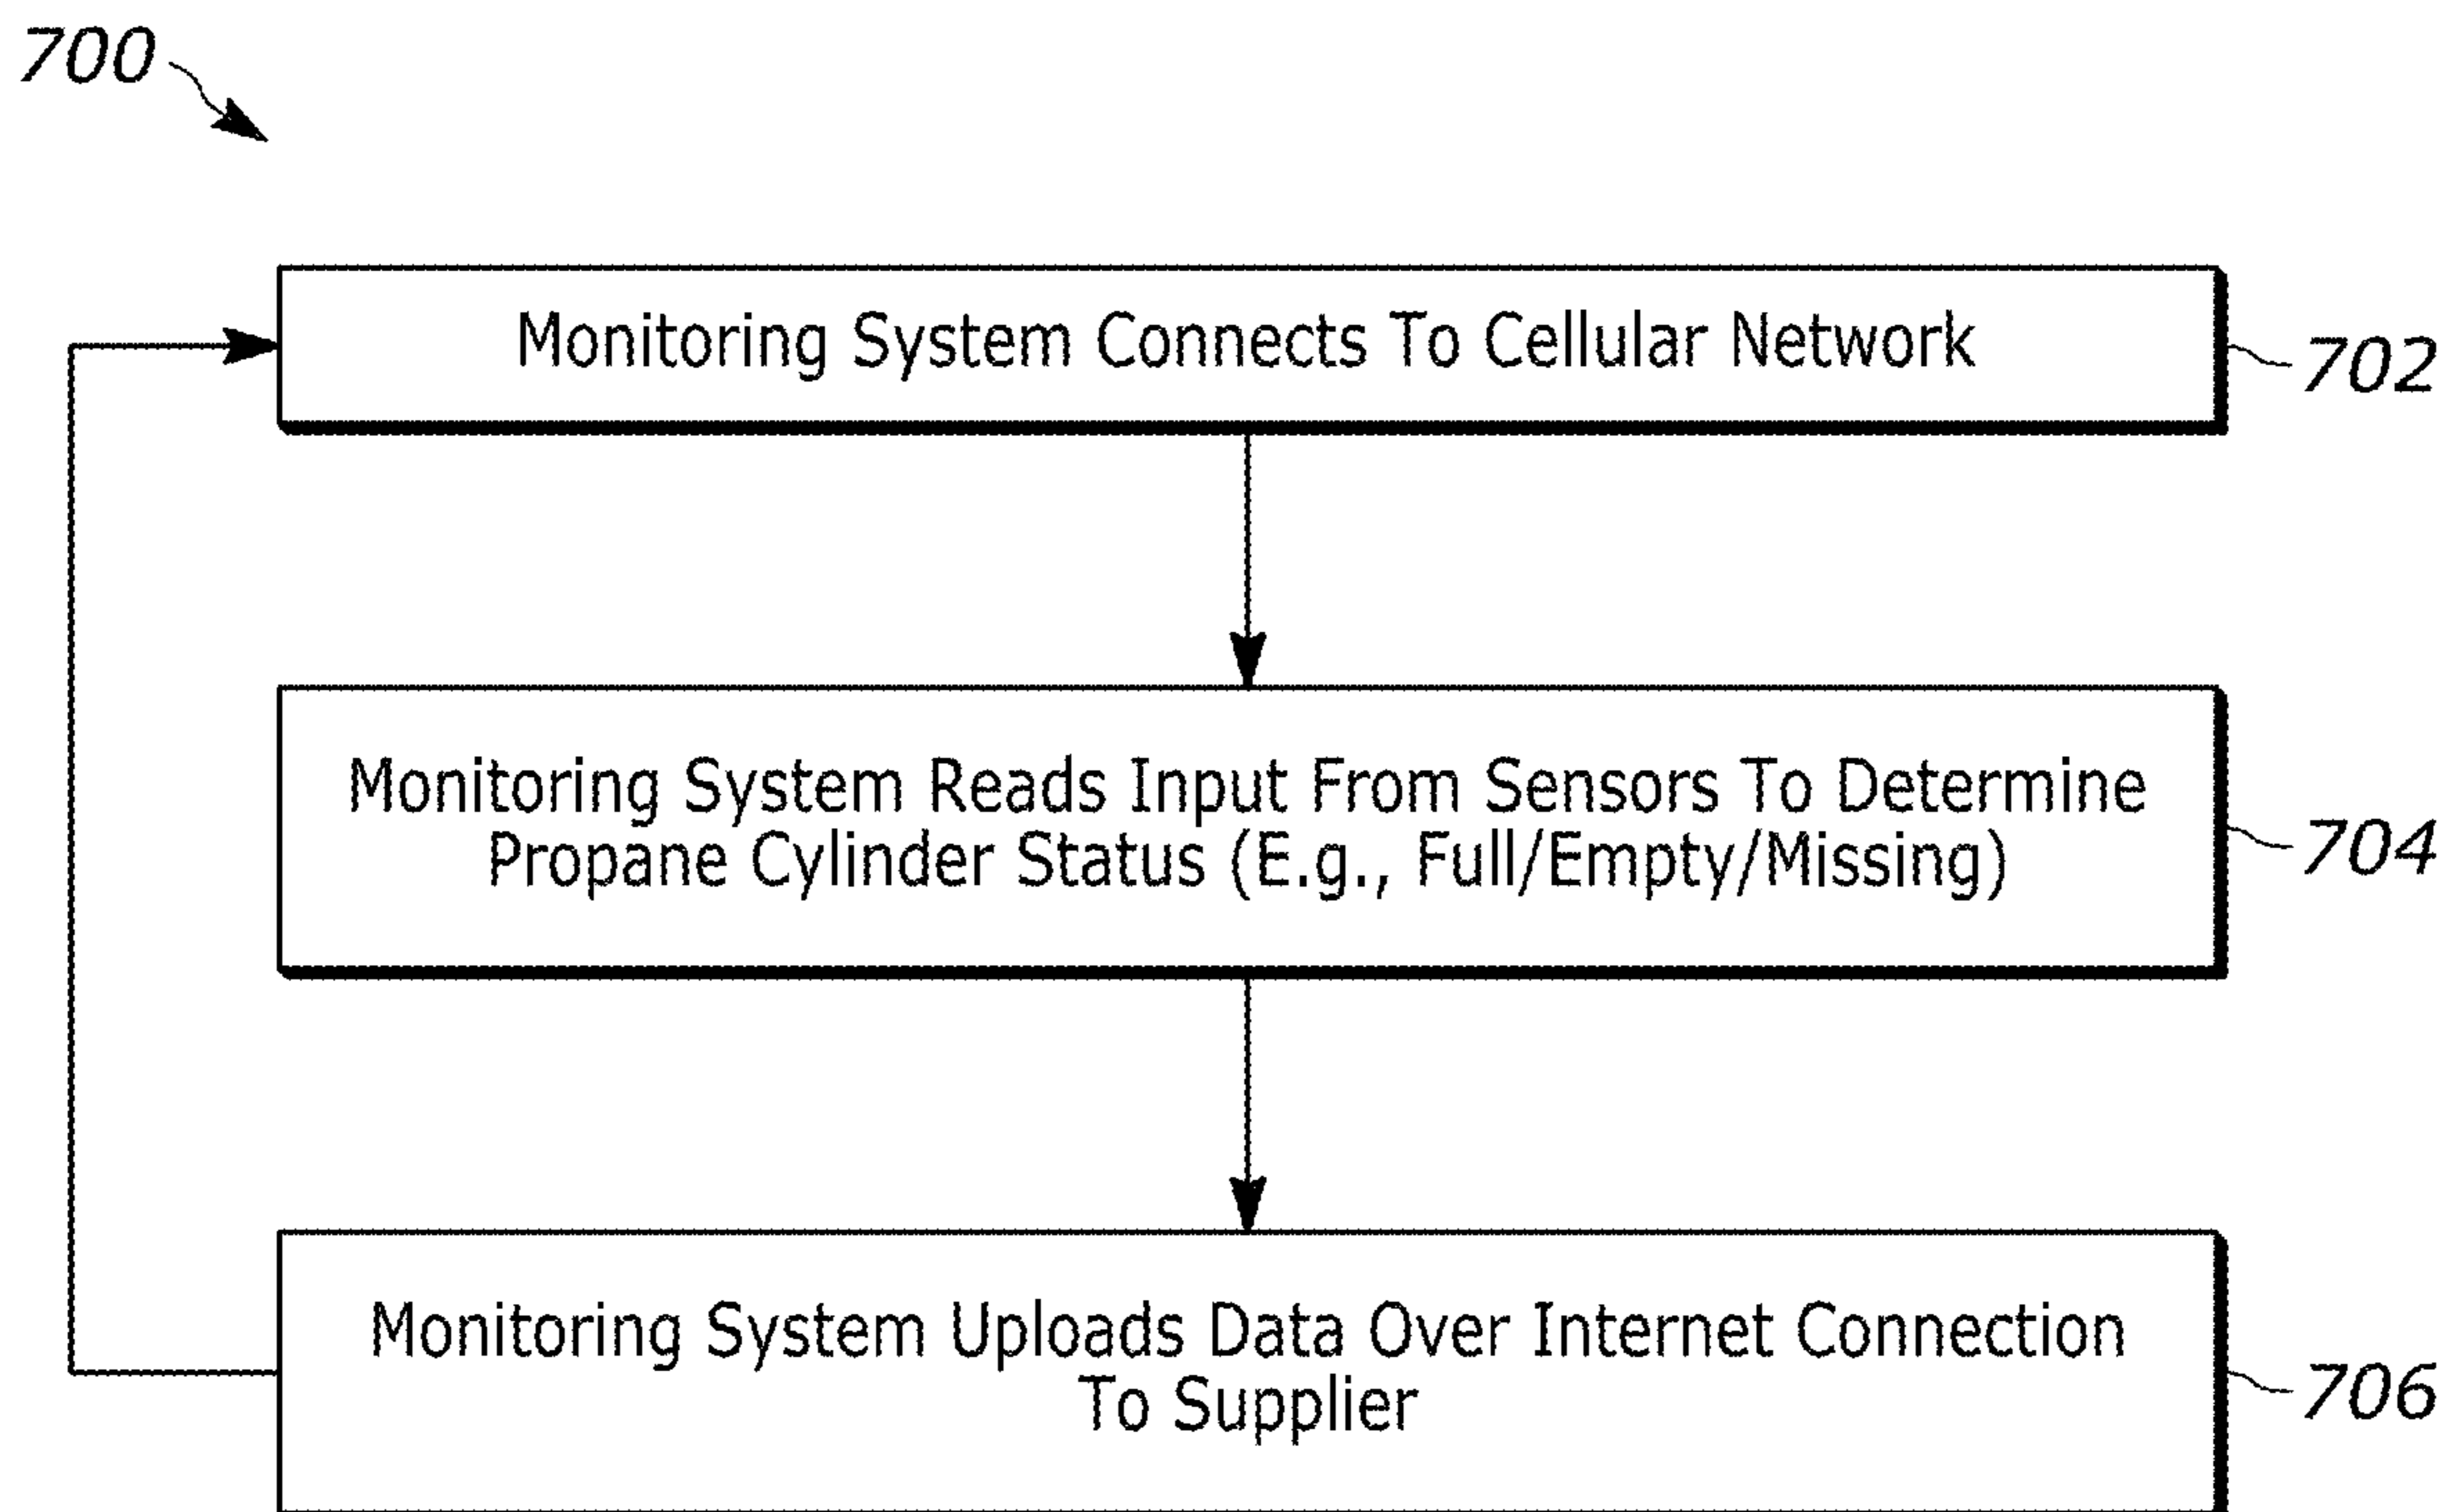 700
Monitoring System Connects To Cellular Network
702
Monitoring System Reads Input From Sensors To Determine
Propane Cylinder Status (E.g., Full/Empty/Missing)
704
Monitoring System Uploads Data Over Internet Connection
To Supplier
706